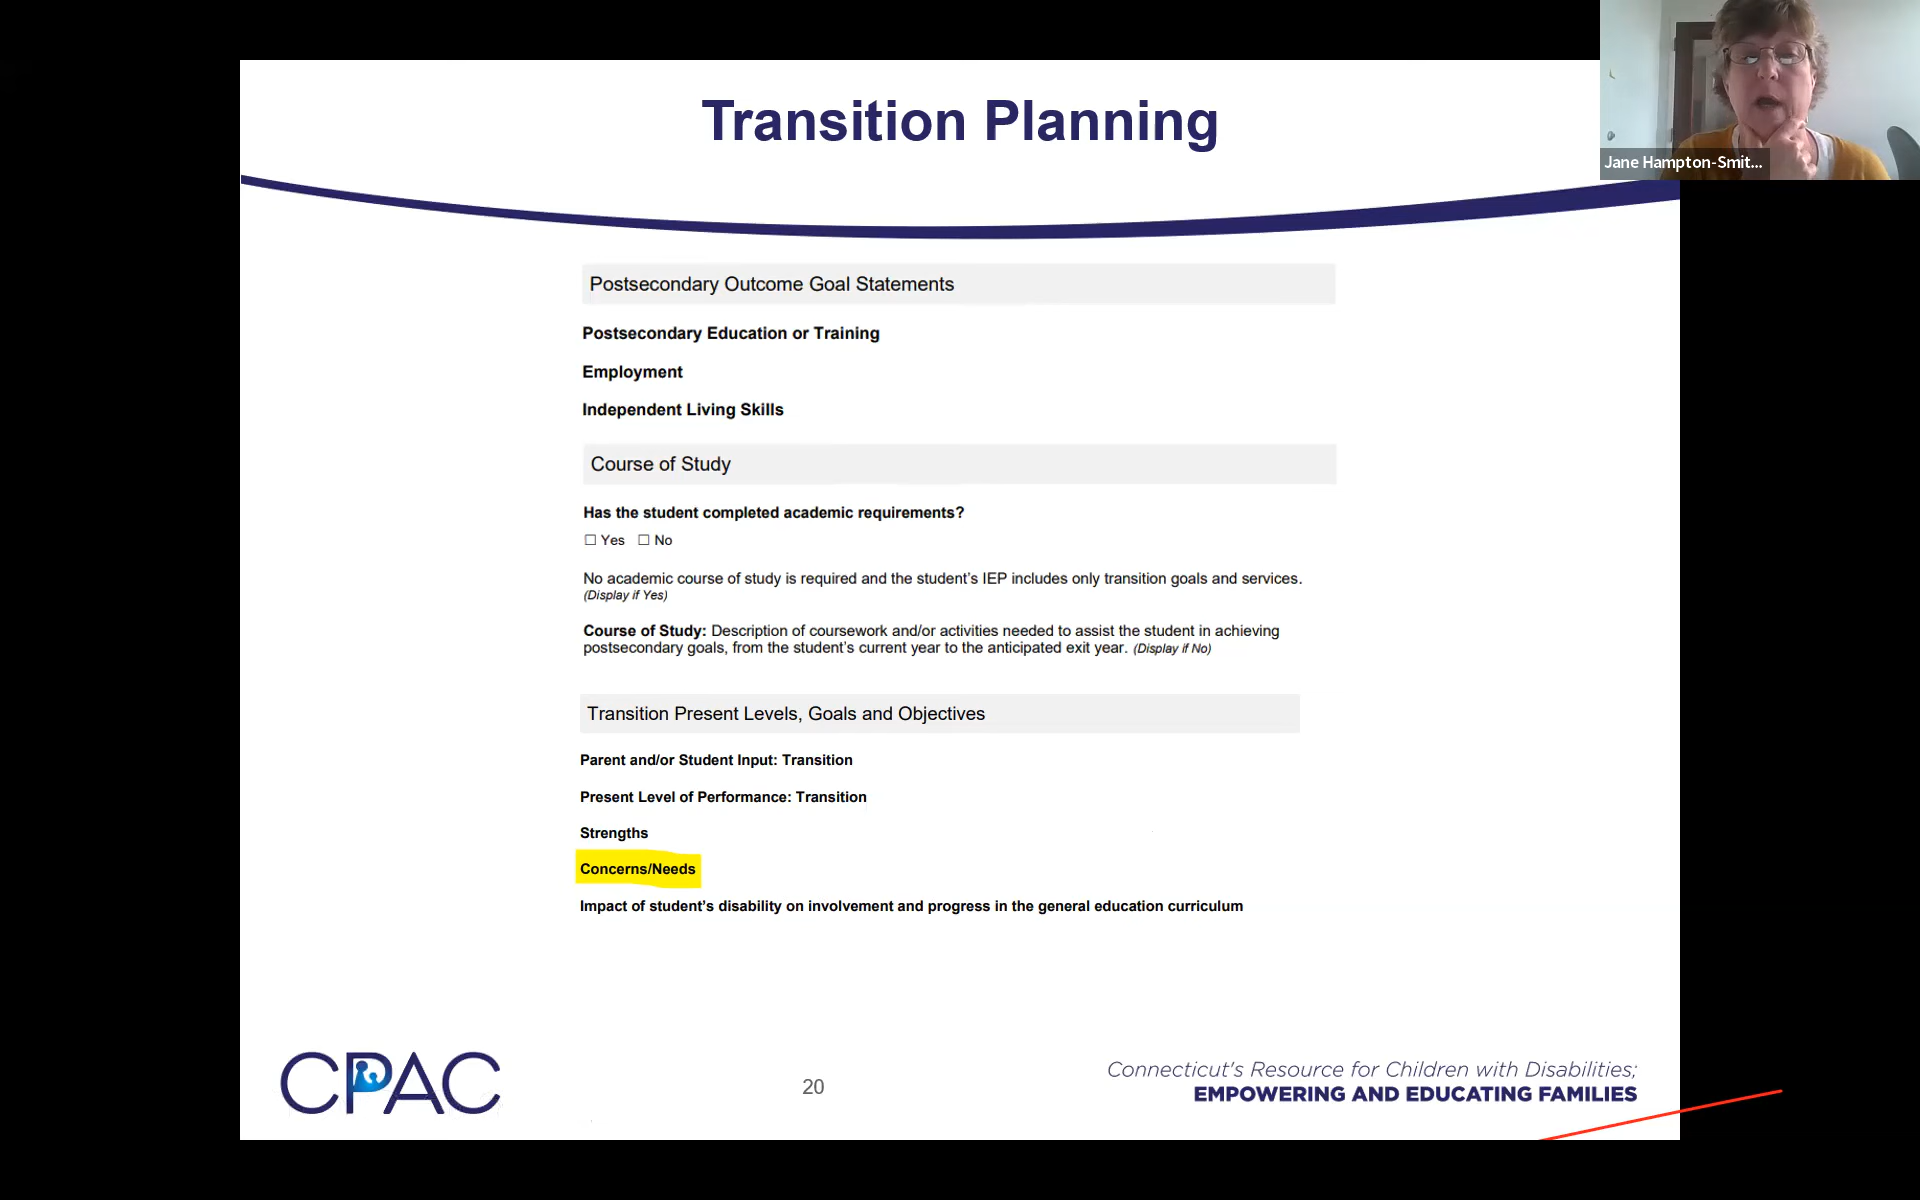 Transition Planning
Jane Hampton-Smit...
Postsecondary Outcome Goal Statements
Postsecondary Education or Training
Employment
Independent Living Skills
Course of Study
Has the student completed academic requirements?
☐ Yes ☐ No
No academic course of study is required and the student's IEP includes only transition goals and services.
(Display if Yes)
Course of Study: Description of coursework and/or activities needed to assist the student in achieving
postsecondary goals, from the student's current year to the anticipated exit year. (Display if No)
Transition Present Levels, Goals and Objectives
Parent and/or Student Input: Transition
Present Level of Performance: Transition
Strengths
Concerns/Needs
Impact of student's disability on involvement and progress in the general education curriculum
CPAC
20
Connecticut's Resource for Children with Disabilities;
EMPOWERING AND EDUCATING FAMILIES